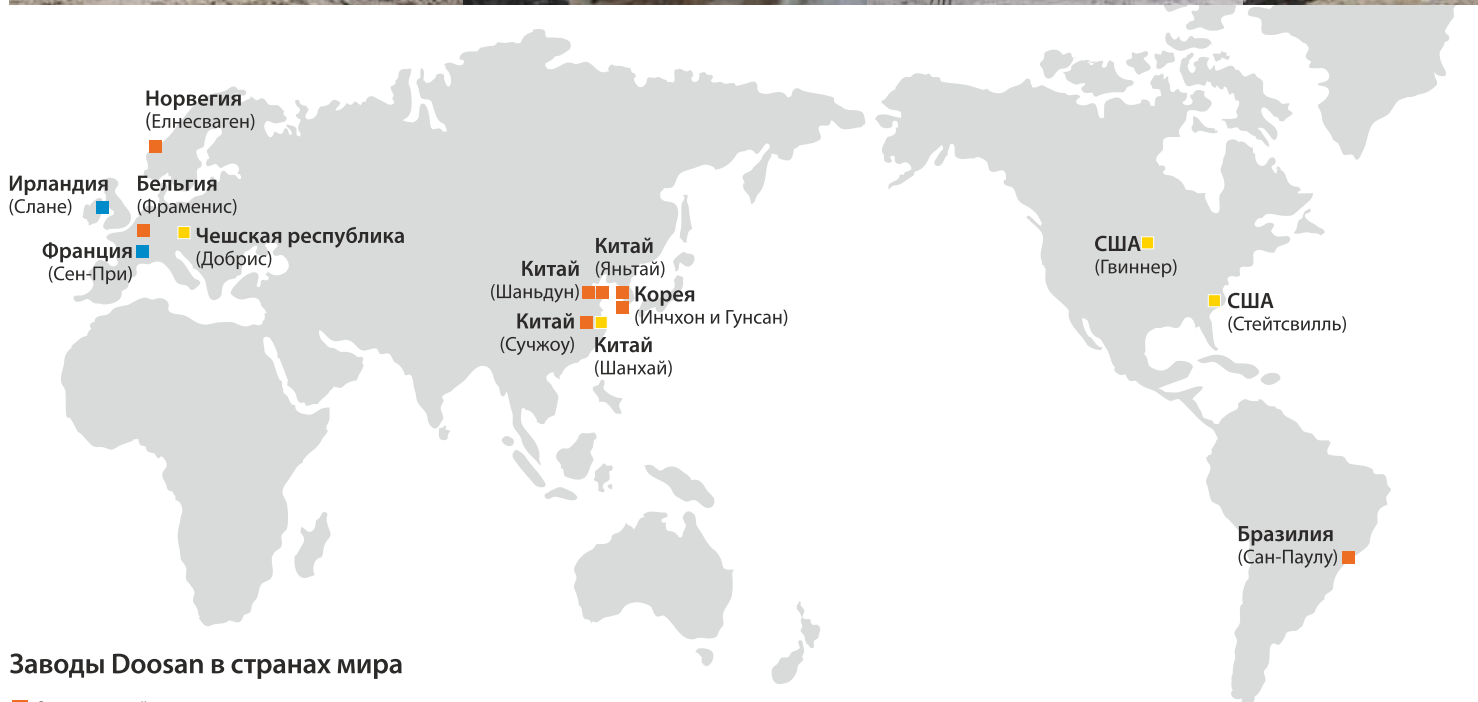 Норвегия
(Елнесваген)
Ирландия
(Слане)
Бельгия
(Фраменис)
Франция
(Сен-При)
Чешская республика
(Добрис)
Китай
(Яньтай)
Китай
(Шаньдун)
Корея
(Инчхон и Гунсан)
Китай
(Сучжоу)
Китай
(Шанхай)
США
(Гвиннер)
США
(Стейтсвилль)
Бразилия
(Сан-Паулу)
Заводы Doosan в странах мира